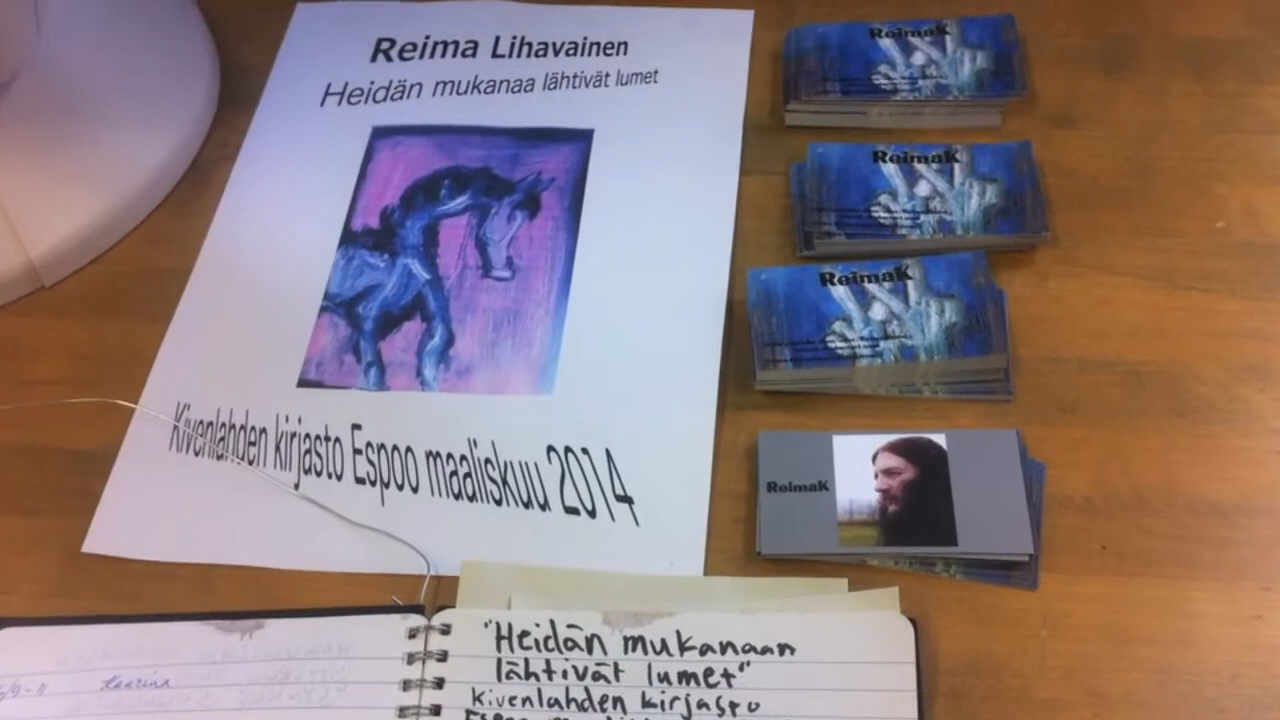 Reima Lihavainen
Heidän mukanaa lähtivät lumet
Kivenlahden kirjasto Espoo maaliskuu 2014
ReimaK
ReimaK
ReimaK
ReimaK
"Heidän mukanaan
lähtivät lumet"
Kivenlahden kirjasto
Espoo